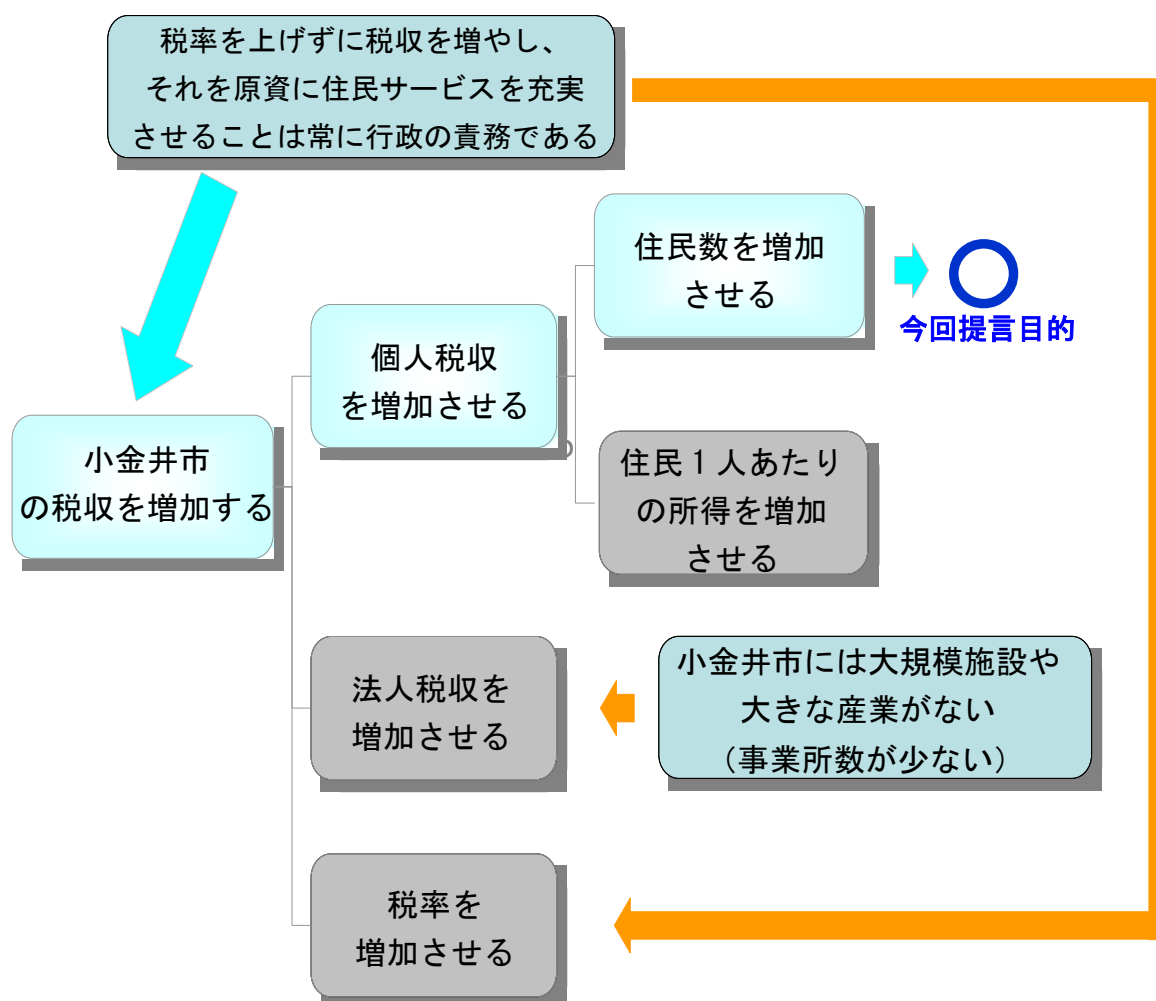 税率を上げずに税収を増やし、
それを原資に住民サービスを充実
させることは常に行政の責務である
住民数を増加
させる
今回提言目的
個人税収
を増加させる
小金井市
の税収を増加する
住民１人あたり
の所得を増加
させる
法人税収を
増加させる
小金井市には大規模施設や
大きな産業がない
（事業所数が少ない）
税率を
増加させる